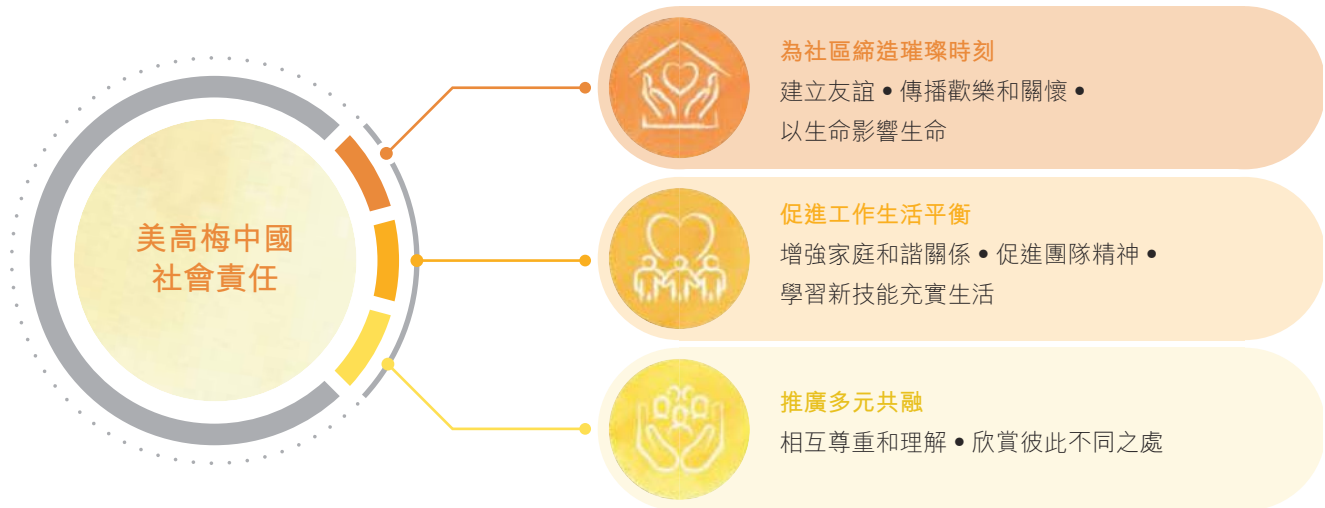 美高梅中國
社會責任
為社區締造璀璨時刻
建立友誼 • 傳播歡樂和關懷 •
以生命影響生命
促進工作生活平衡
增強家庭和諧關係 • 促進團隊精神 •
學習新技能充實生活
推廣多元共融
相互尊重和理解 • 欣賞彼此不同之處